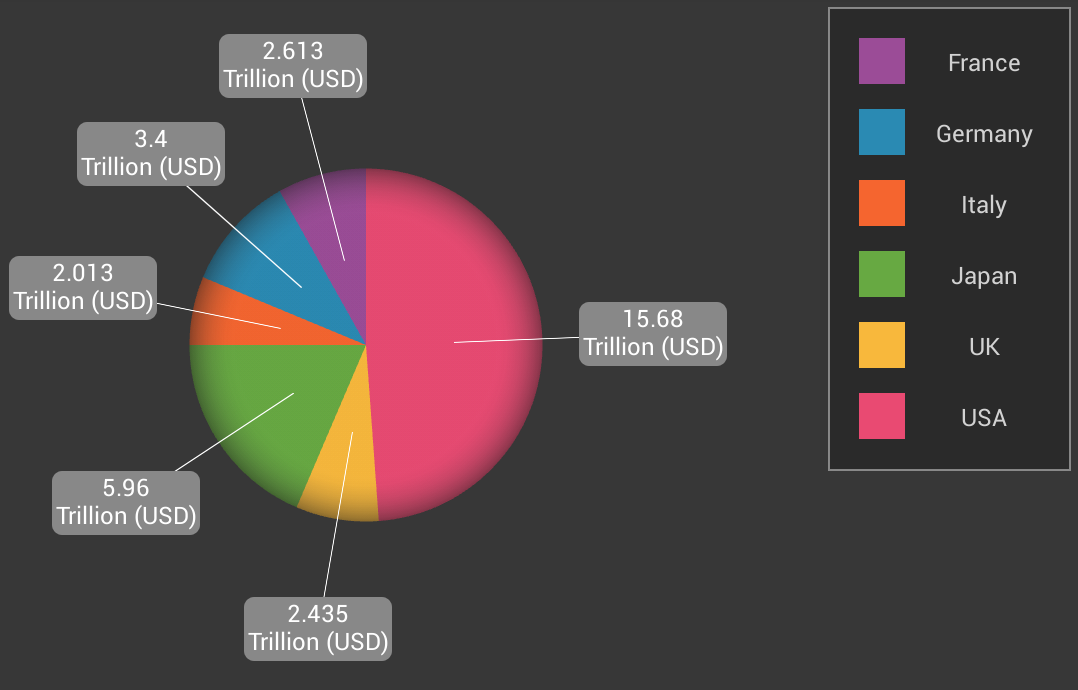 2.613
Trillion (USD)
3.4
Trillion (USD)
2.013
Trillion (USD)
15.68
Trillion (USD)
5.96
Trillion (USD)
2.435
Trillion (USD)
France
Germany
Italy
Japan
UK
USA